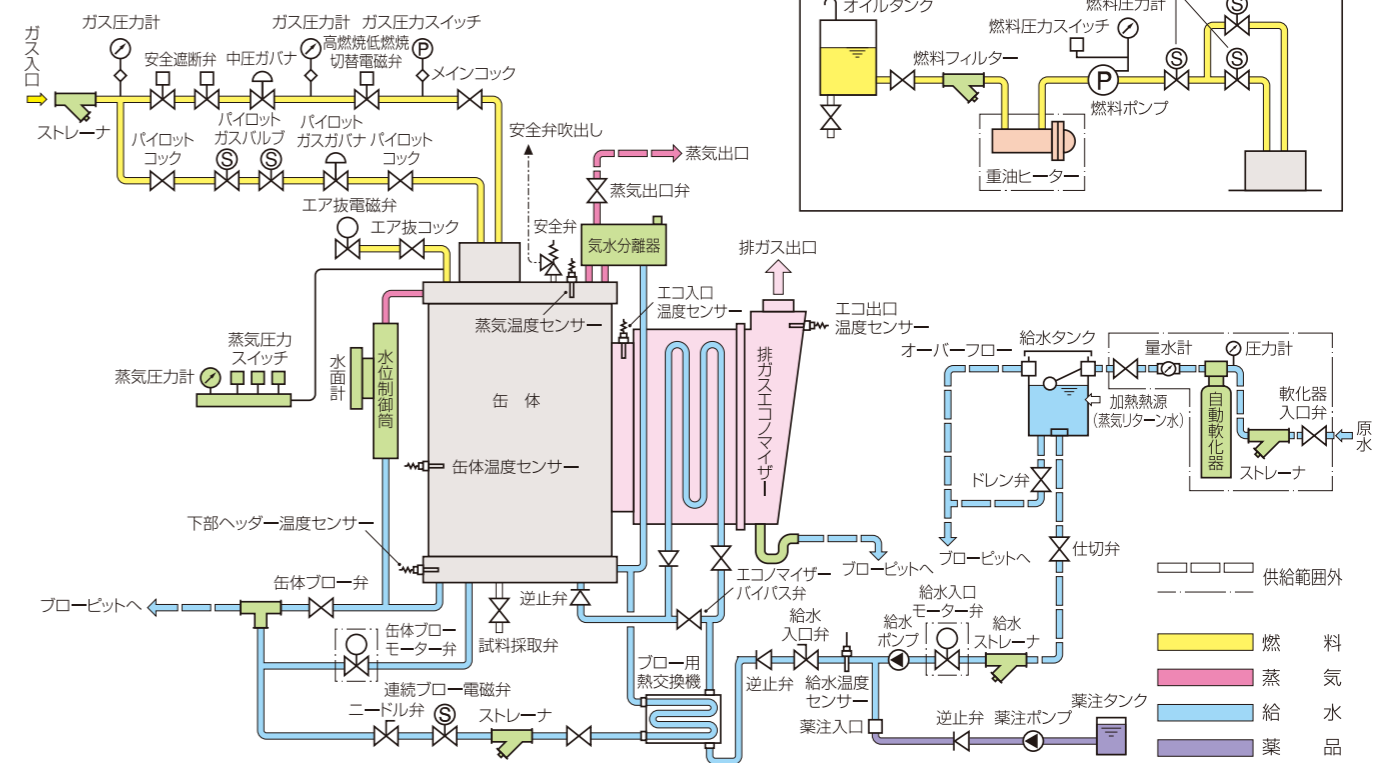 ガス入口
ガス圧力計
安全遮断弁
中圧ガバナ
ガス圧力計
高燃焼低燃焼
切替電磁弁
ガス圧力スイッチ
P
メインコック
ストレーナ
パイロット
コック
パイロット
ガスバルブ
S
S
パイロット
ガスガバナ
パイロット
コック
エア抜電磁弁
エア抜コック
安全弁吹出し
安全弁
蒸気出口
蒸気出口弁
気水分離器
排ガス出口
オイルタンク
燃料フィルター
燃料圧力スイッチ
燃料圧力計
P
燃料ポンプ
S
S
S
重油ヒーター
蒸気温度センサー
エコ入口
温度センサー
エコ出口
温度センサー
蒸気圧力
スイッチ
蒸気圧力計
水面計
水位制御筒
缶 体
排ガスエコノマイザー
缶体温度センサー
下部ヘッダー温度センサー
オーバーフロー
給水タンク
量水計
圧力計
加熱熱源
(蒸気リターン水)
自動軟化器
軟化器
入口弁
原水
ストレーナ
ドレン弁
ブローピットへ
仕切弁
ブローピットへ
缶体ブロー弁
ブローピットへ
缶体ブロー
モーター弁
試料採取弁
逆止弁
エコノマイザー
バイパス弁
連続ブロー電磁弁
ニードル弁
S
ストレーナ
ブロー用
熱交換機
逆止弁
給水
入口弁
給水温度
センサー
給水
ポンプ
給水入口
モーター弁
給水
ストレーナ
薬注入口
逆止弁
薬注ポンプ
薬注タンク
供給範囲外
燃 料
蒸 気
給 水
薬 品